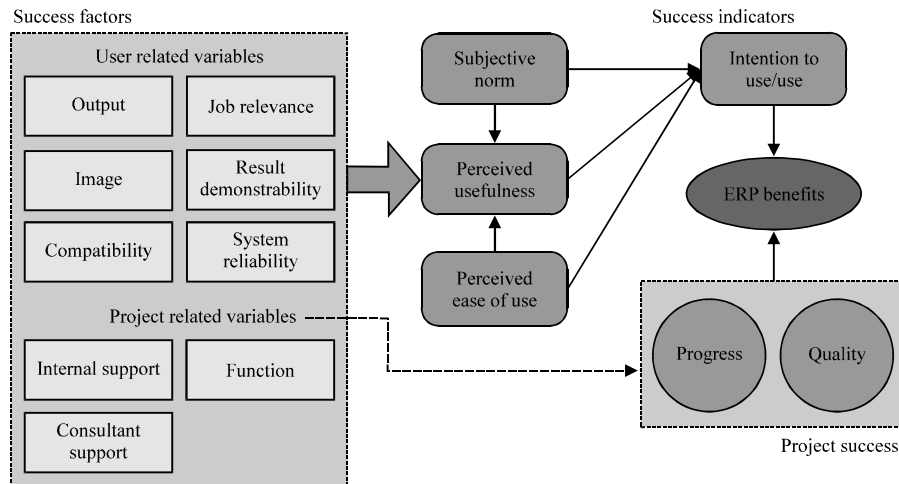 Success factors
User related variables
Output
Job relevance
Image
Result
demonstrability
Compatibility
System
reliability
Project related variables
Internal support
Function
Consultant
support
Subjective
norm
Perceived
usefulness
Perceived
ease of use
Success indicators
Intention to
use/use
ERP benefits
Progress
Quality
Project success